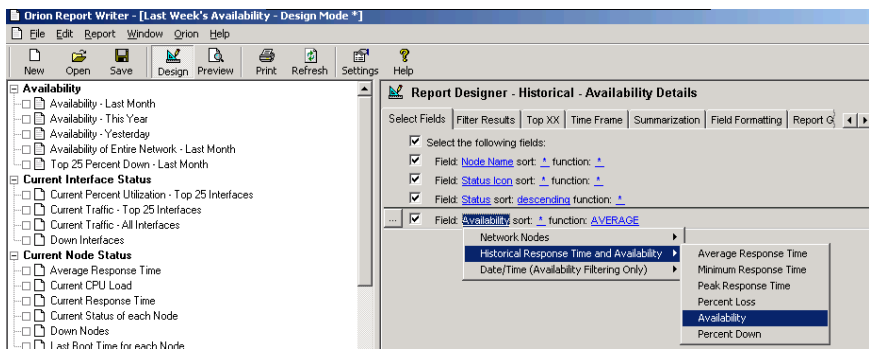 Orion Report Writer - [Last Week's Availability - Design Mode *]
File Edit Report Window Orion Help
New Open Save Design Preview Print Refresh Settings Help
Availability
Availability - Last Month
Availability - This Year
Availability - Yesterday
Availability of Entire Network - Last Month
Top 25 Percent Down - Last Month
Current Interface Status
Current Percent Utilization - Top 25 Interfaces
Current Traffic - Top 25 Interfaces
Current Traffic - All Interfaces
Down Interfaces
Current Node Status
Average Response Time
Current CPU Load
Current Response Time
Current Status of each Node
Down Nodes
Last Boot Time for each Node
Report Designer - Historical - Availability Details
Select Fields Filter Results Top XX Time Frame Summarization Field Formatting Report G
Select the following fields:
Field: Node Name sort: * function: *
Field: Status Icon sort: * function: *
Field: Status sort: descending function: *
... Field: Availability sort: * function: AVERAGE
Network Nodes
Historical Response Time and Availability
Date/Time (Availability Filtering Only)
Average Response Time
Minimum Response Time
Peak Response Time
Percent Loss
Availability
Percent Down